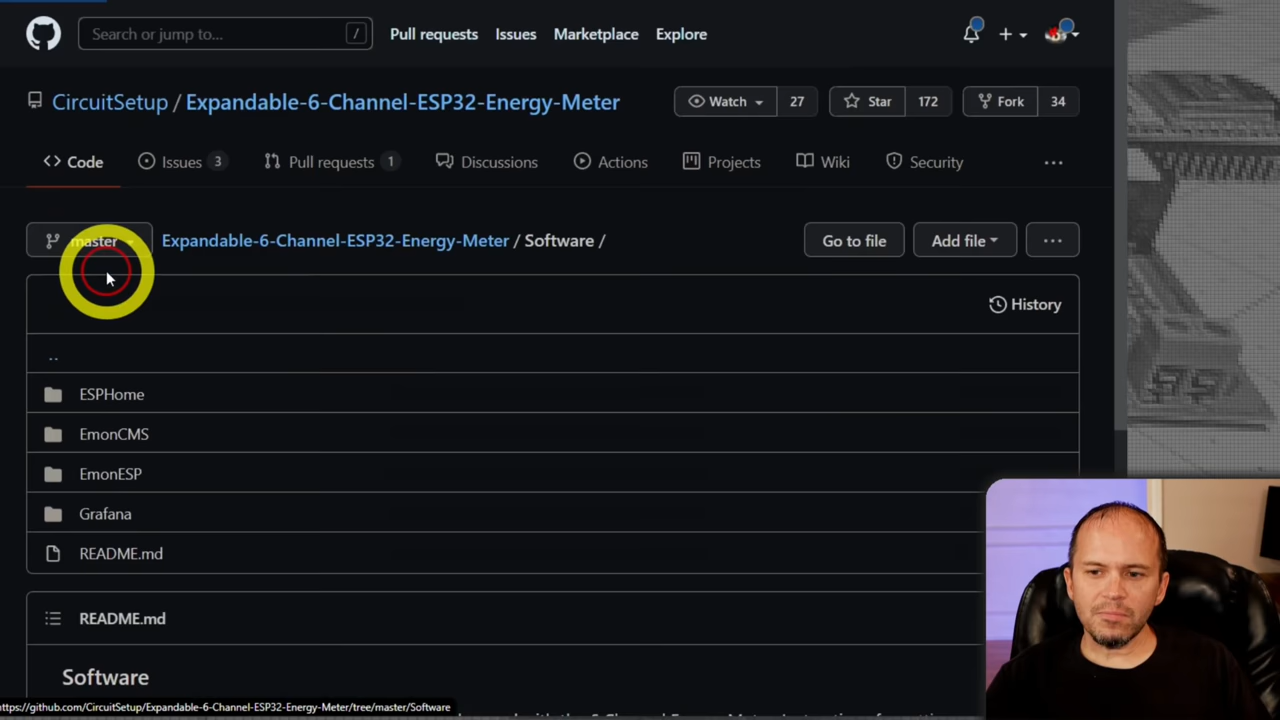 Search or jump to... /
Pull requests Issues Marketplace Explore
CircuitSetup / Expandable-6-Channel-ESP32-Energy-Meter
Watch 27 Star 172 Fork 34
Code Issues 3 Pull requests 1 Discussions Actions Projects Wiki Security ...
master Expandable-6-Channel-ESP32-Energy-Meter / Software / Go to file Add file ...
History
..
ESPHome
EmonCMS
EmonESP
Grafana
README.md
README.md
Software
https://github.com/CircuitSetup/Expandable-6-Channel-ESP32-Energy-Meter/tree/master/Software